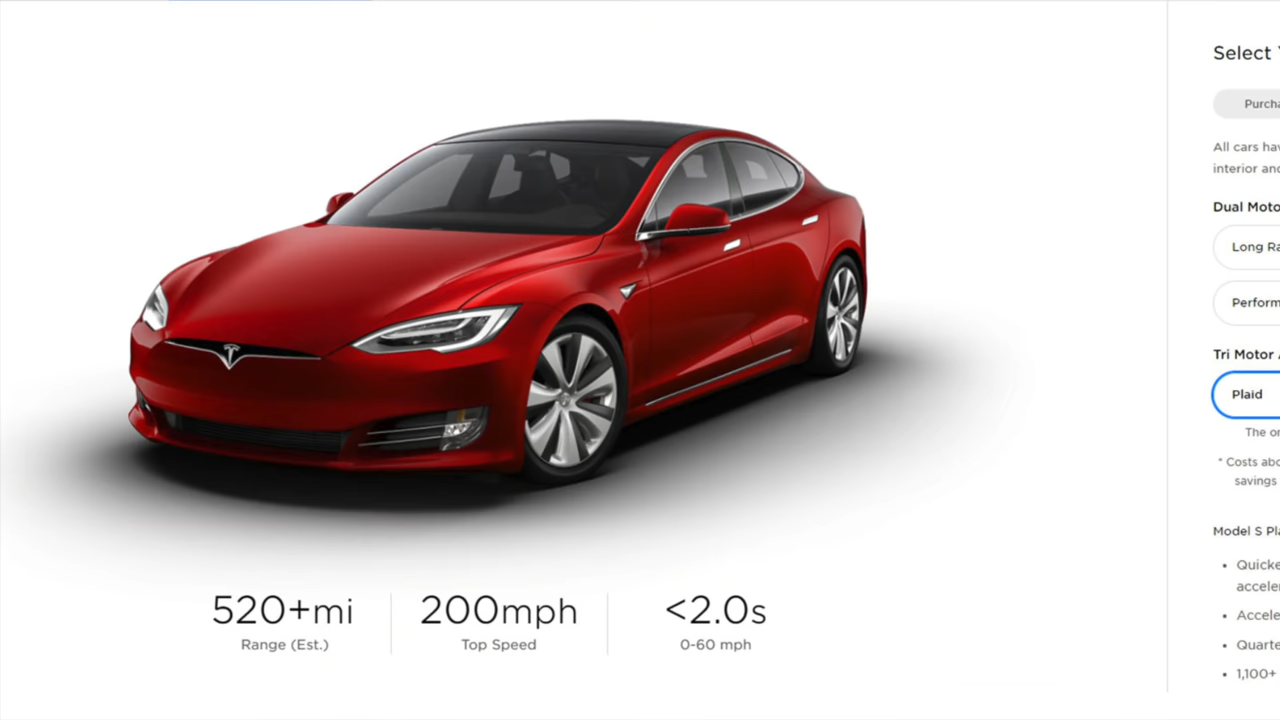 520+mi
Range (Est.)
200mph
Top Speed
<2.0s
0-60 mph
Select
Purcha
All cars hav
interior and
Dual Moto
Long Ra
Perform
Tri Motor
Plaid
The on
* Costs abo
savings
Model S Pla
• Quicke
acceler
• Accele
• Quarte
• 1,100+